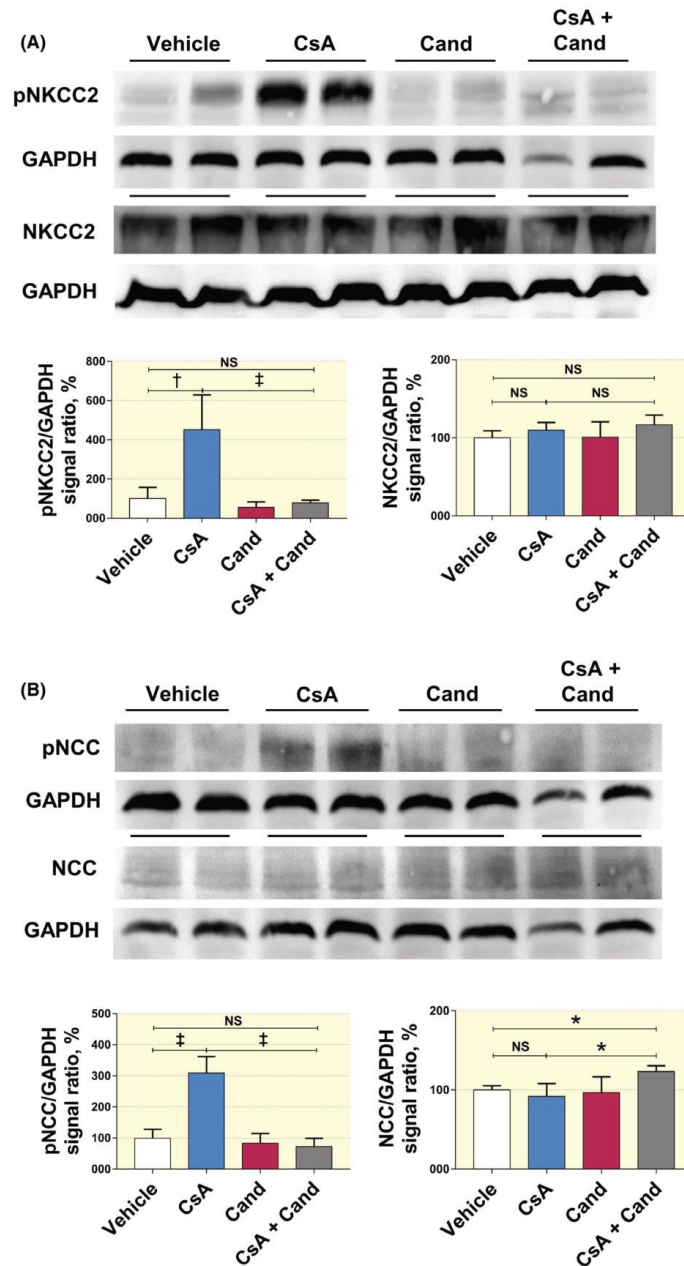 (A)
Vehicle CsA Cand CsA +
Cand
pNKCC2
GAPDH
NKCC2
GAPDH
pNKCC2/GAPDH
signal ratio, %
800
600
400
200
000
NS
† ‡
Vehicle CsA Cand CsA + Cand
NKCC2/GAPDH
signal ratio, %
200
100
000
NS
NS NS
Vehicle CsA Cand CsA + Cand
(B)
Vehicle CsA Cand CsA +
Cand
pNCC
GAPDH
NCC
GAPDH
pNCC/GAPDH
signal ratio, %
500
400
300
200
100
000
NS
‡ ‡
Vehicle CsA Cand CsA + Cand
NCC/GAPDH
signal ratio, %
200
100
000
*
NS *
Vehicle CsA Cand CsA + Cand